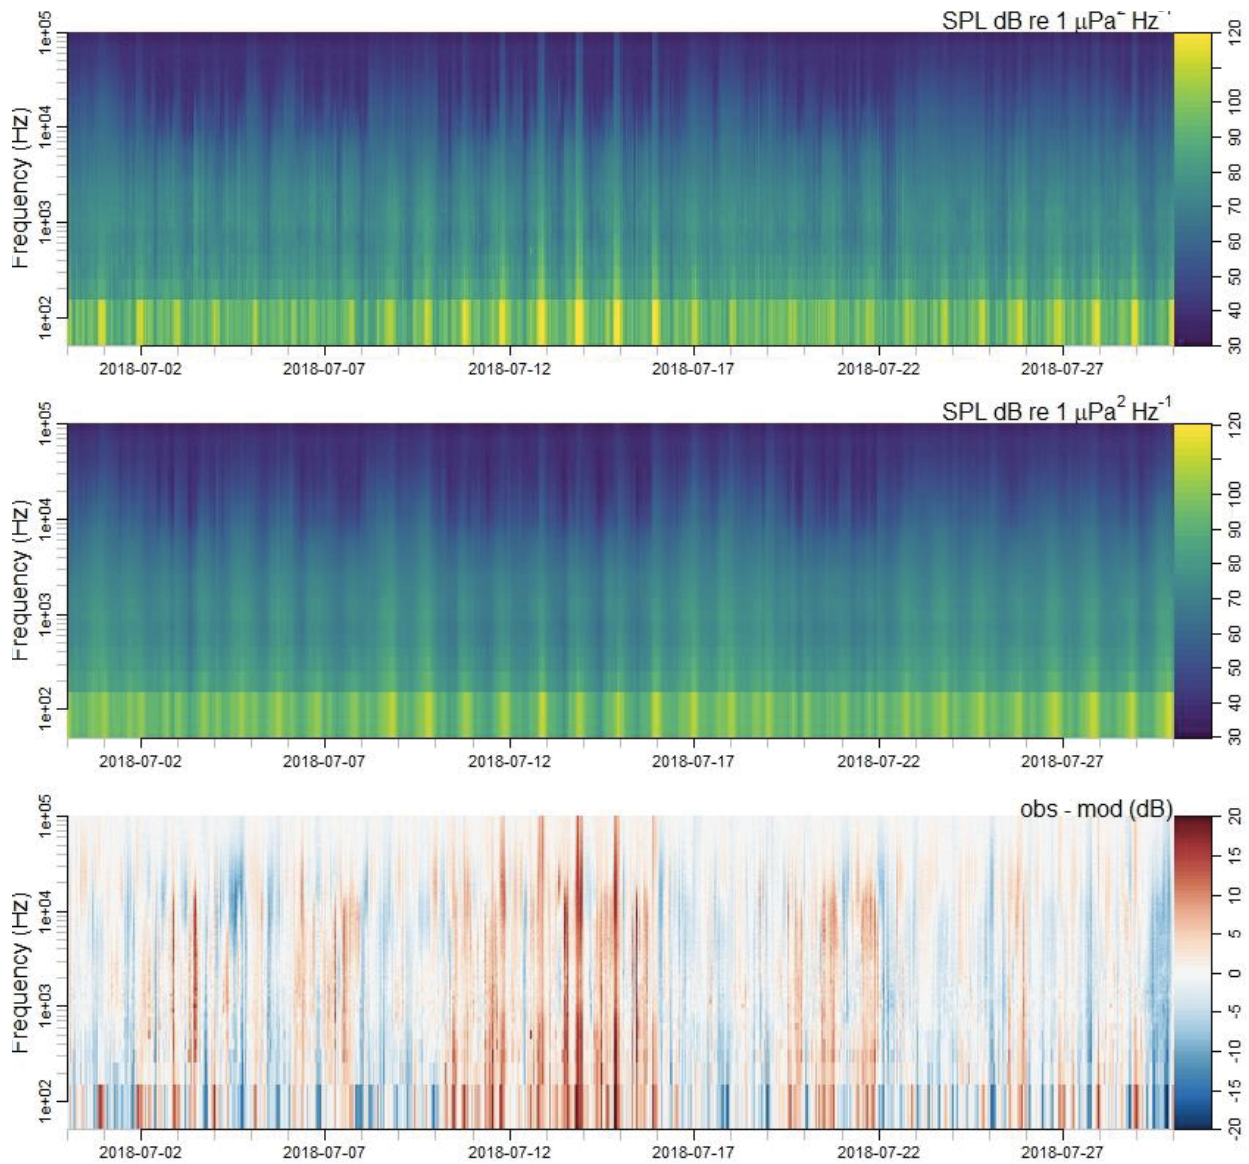 SPL dB re 1 μPa² Hz⁻¹
Frequency (Hz)
1e+05
1e+04
1e+03
1e+02
120
100
90
80
70
60
50
40
30
2018-07-02 2018-07-07 2018-07-12 2018-07-17 2018-07-22 2018-07-27
SPL dB re 1 μPa² Hz⁻¹
Frequency (Hz)
1e+05
1e+04
1e+03
1e+02
120
100
90
80
70
60
50
40
30
2018-07-02 2018-07-07 2018-07-12 2018-07-17 2018-07-22 2018-07-27
obs - mod (dB)
Frequency (Hz)
1e+05
1e+04
1e+03
1e+02
20
15
10
5
0
-5
-10
-15
-20
2018-07-02 2018-07-07 2018-07-12 2018-07-17 2018-07-22 2018-07-27